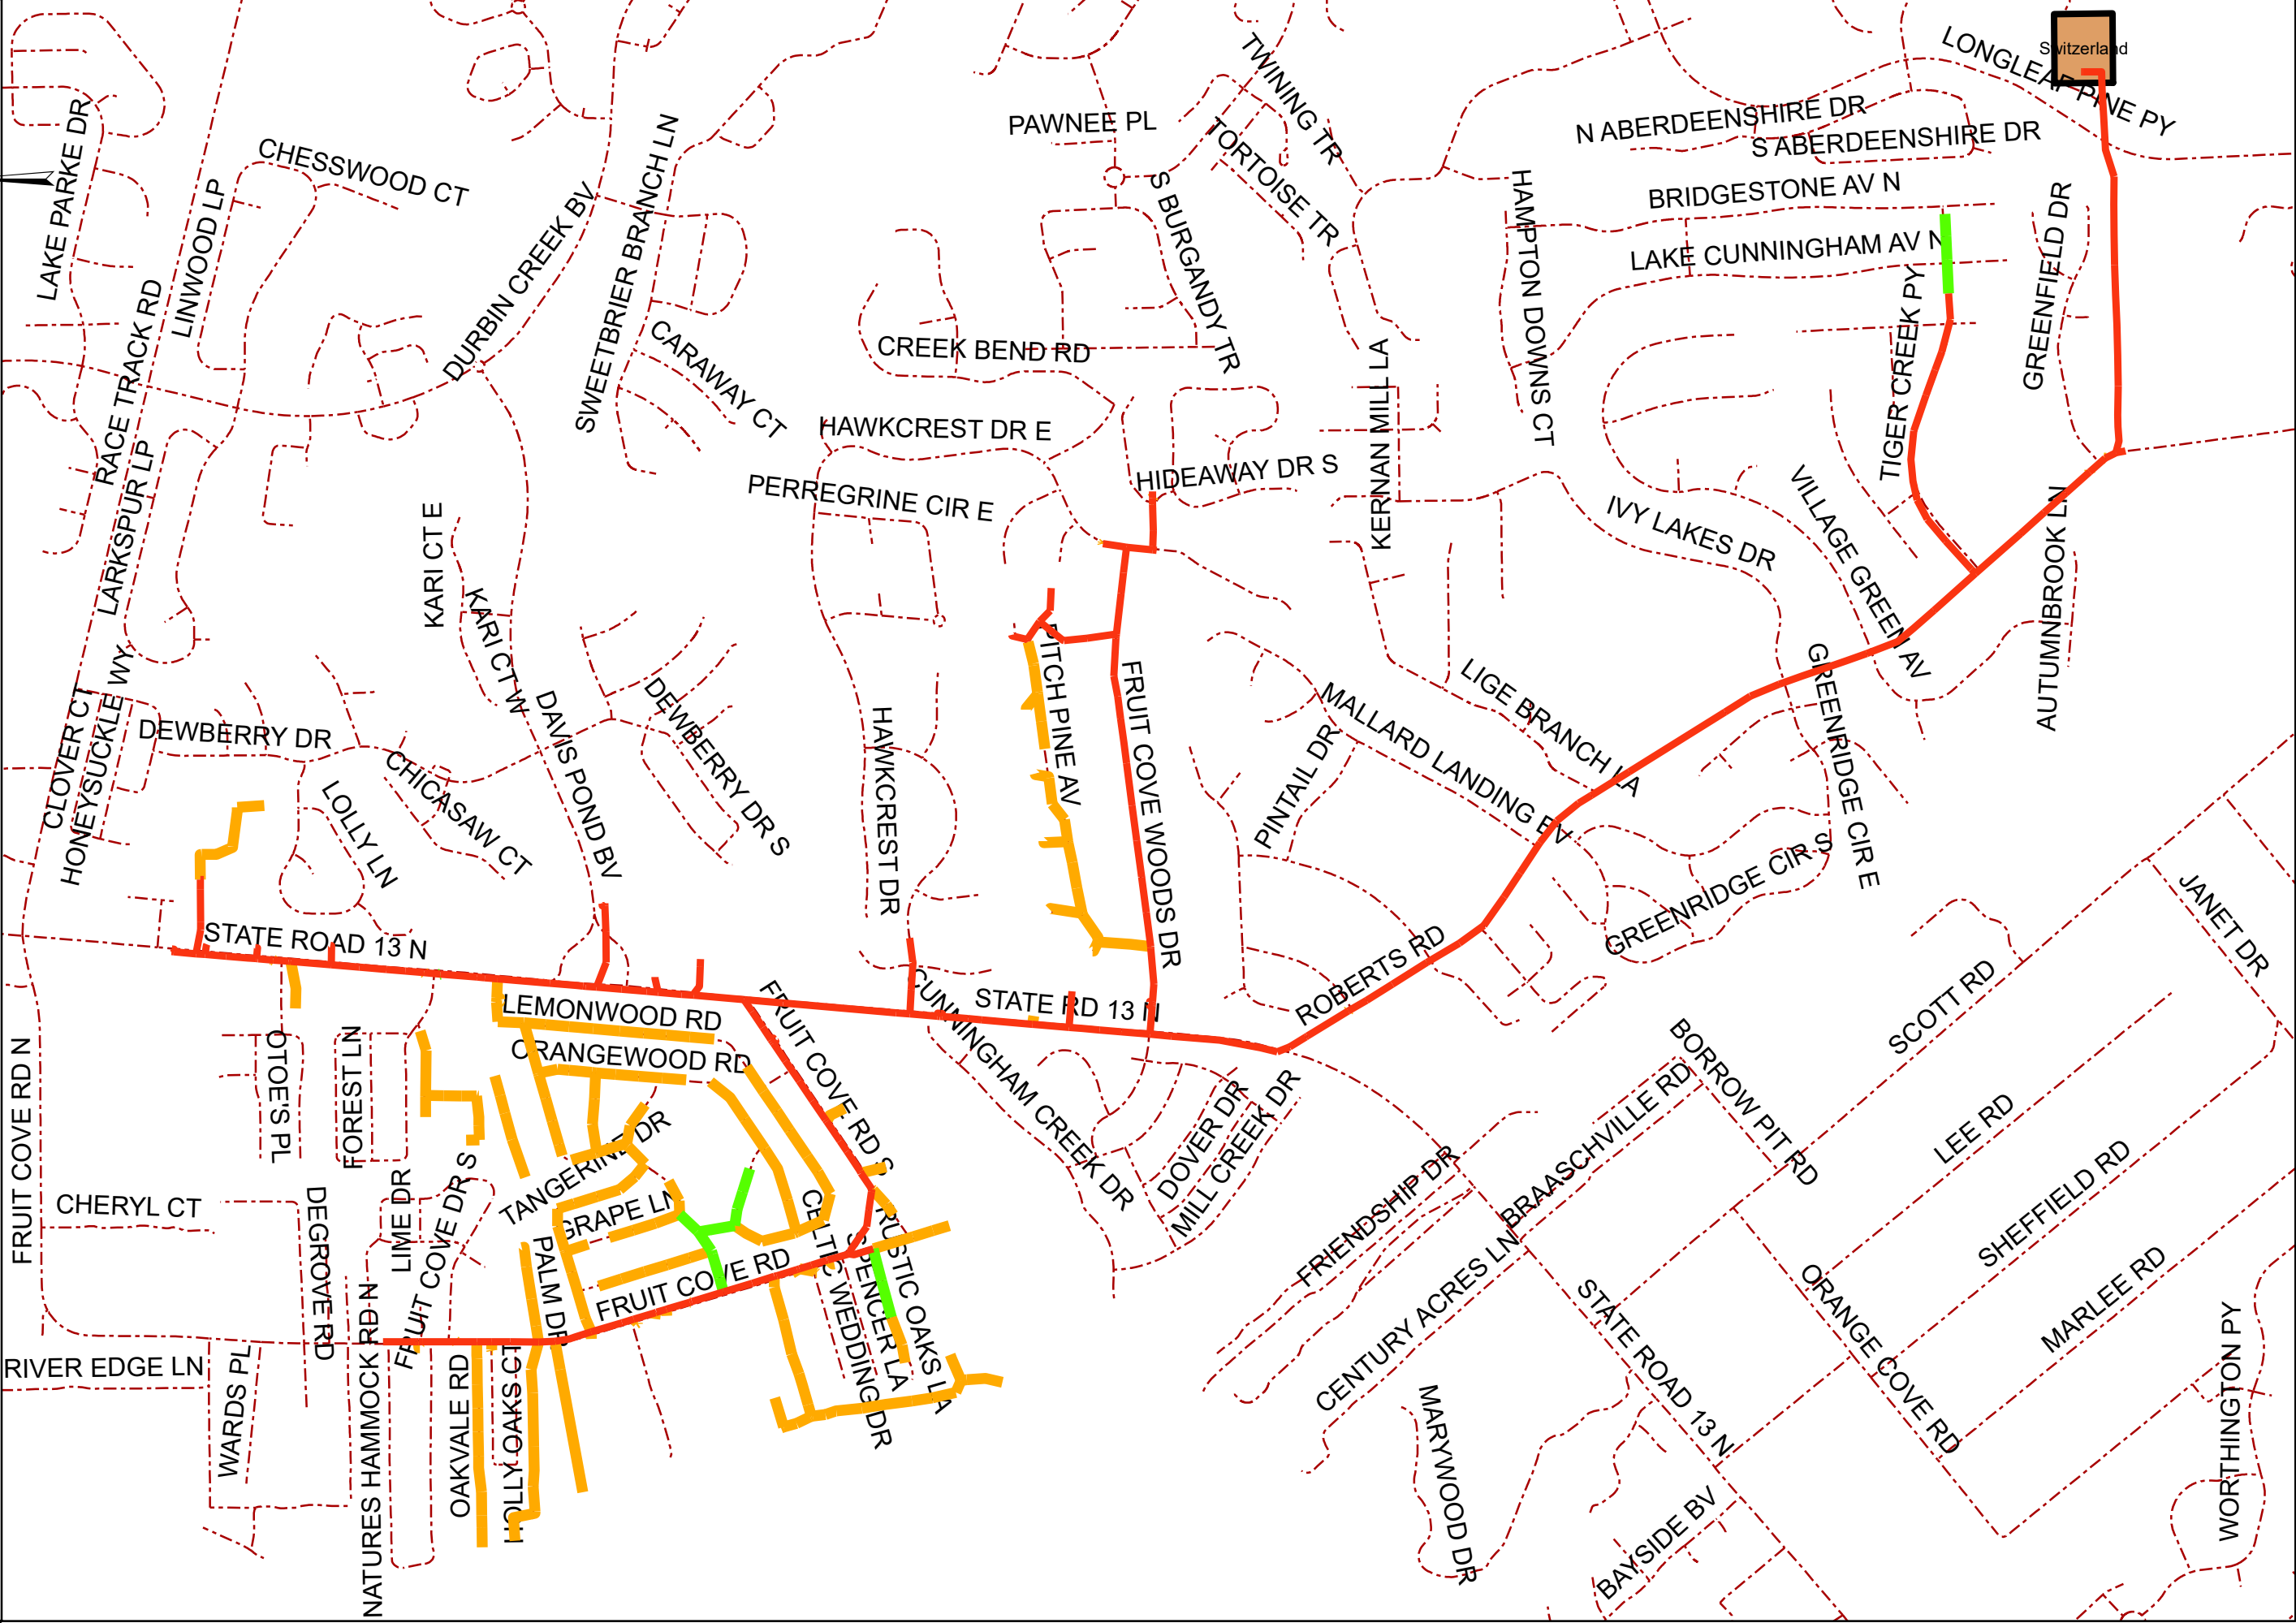 Switzerland
LONGLEAF PINE PY
TWINING TR
PAWNEE PL
TORTOISE TR
N ABERDEENSHIRE DR
S ABERDEENSHIRE DR
LAKE PARKE DR
CHESSWOOD CT
SWEETBRIER BRANCH LN
S BURGANDY TR
HAMPTON DOWNS CT
BRIDGESTONE AV N
LINWOOD LP
DURBIN CREEK BV
LAKE CUNNINGHAM AV N
GREENFIELD DR
RACE TRACK RD
CARAWAY CT
CREEK BEND RD
TIGER CREEK PY
KERNAN MILL LA
HAWKCREST DR E
LARKSPUR LP
HIDEAWAY DR S
PERREGRINE CIR E
KARI CT E
IVY LAKES DR
VILLAGE GREEN AV
AUTUMNBROOK LN
KARI CT W
PITCH PINE AV
FRUIT COVE WOODS DR
LIGE BRANCH LA
GREENRIDGE CIR E
CLOVER CT
HONEYSUCKLE WY
DEWBERRY DR
DAVIS POND BV
DEWBERRY DR S
HAWKCREST DR
MALLARD LANDING BV
PINTAIL DR
CHICASAW CT
LOLLY LN
GREENRIDGE CIR S
JANET DR
STATE ROAD 13 N
ROBERTS RD
SCOTT RD
LEMONWOOD RD
FRUIT COVE RD S
CUNNINGHAM CREEK DR
STATE RD 13 N
ORANGEWOOD RD
FRUIT COVE RD N
OTOE'S PL
FOREST LN
BORROW PIT RD
DOVER DR
MILL CREEK DR
BRAASCHVILLE RD
LEE RD
TANGERINE DR
FRIENDSHIP DR
SHEFFIELD RD
CHERYL CT
DEGROVE RD
LIME DR
FRUIT COVE DR S
GRAPE LN
CELTIC WEDDING DR
SPENCER LA
RUSTIC OAKS LA
CENTURY ACRES LN
MARLEE RD
PALM DR
FRUIT COVE RD
ORANGE COVE RD
STATE ROAD 13 N
RIVER EDGE LN
WARDS PL
NATURES HAMMOCK RD N
OAKVALE RD
HOLLY OAKS CT
MARYWOOD DR
BAYSIDE BV
WORTHINGTON PY